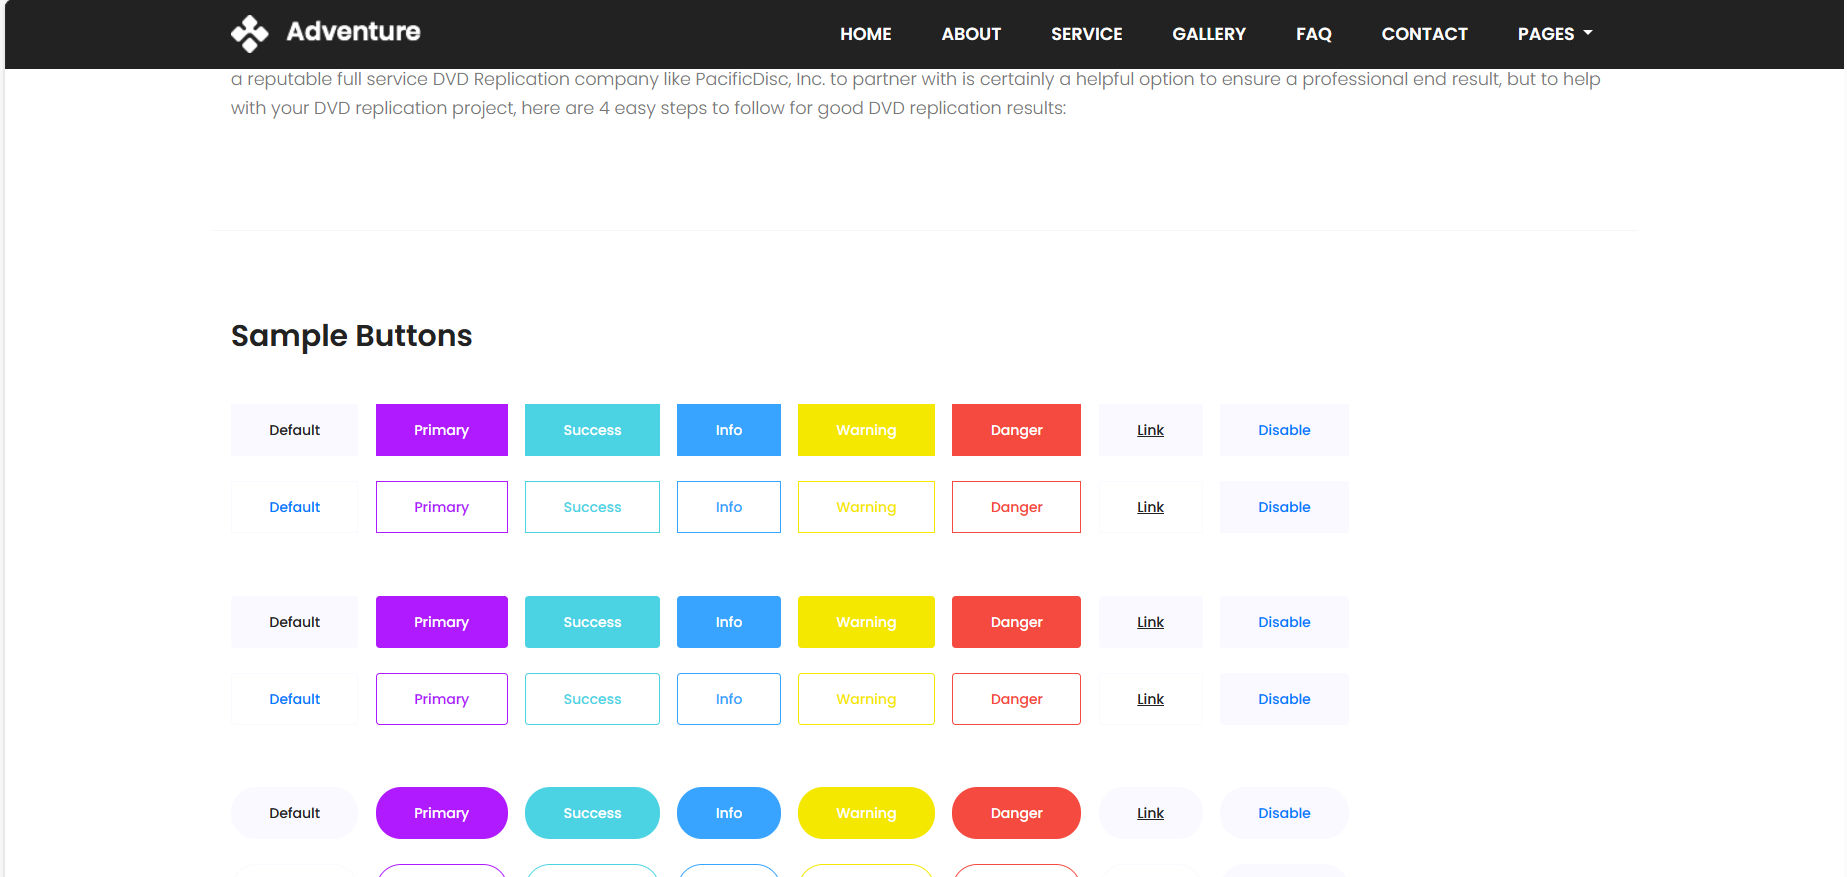 Adventure HOME ABOUT SERVICE GALLERY FAQ CONTACT PAGES
a reputable full service DVD Replication company like PacificDisc, Inc. to partner with is certainly a helpful option to ensure a professional end result, but to help
with your DVD replication project, here are 4 easy steps to follow for good DVD replication results:
Sample Buttons
Default Primary Success Info Warning Danger Link Disable
Default Primary Success Info Warning Danger Link Disable
Default Primary Success Info Warning Danger Link Disable
Default Primary Success Info Warning Danger Link Disable
Default Primary Success Info Warning Danger Link Disable